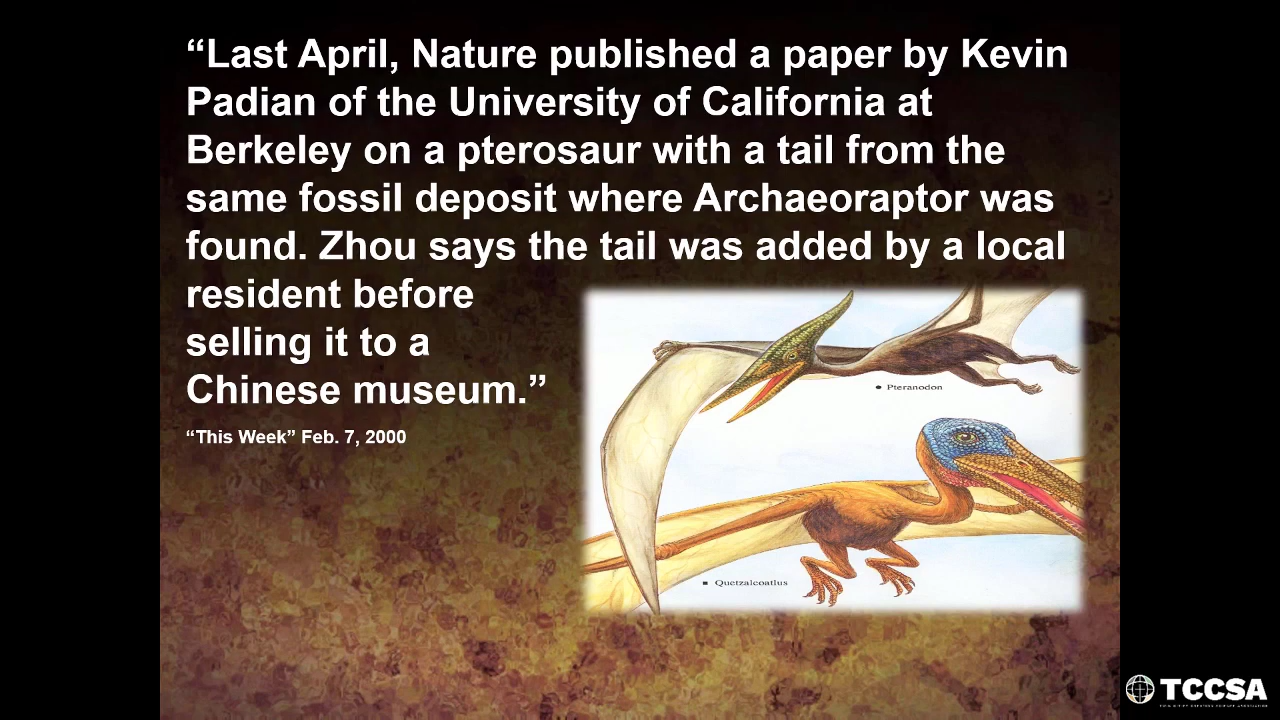 “Last April, Nature published a paper by Kevin
Padian of the University of California at
Berkeley on a pterosaur with a tail from the
same fossil deposit where Archaeoraptor was
found. Zhou says the tail was added by a local
resident before
selling it to a
Chinese museum.”
“This Week” Feb. 7, 2000
Pteranodon
Quetzalcoatlus
TCCSA